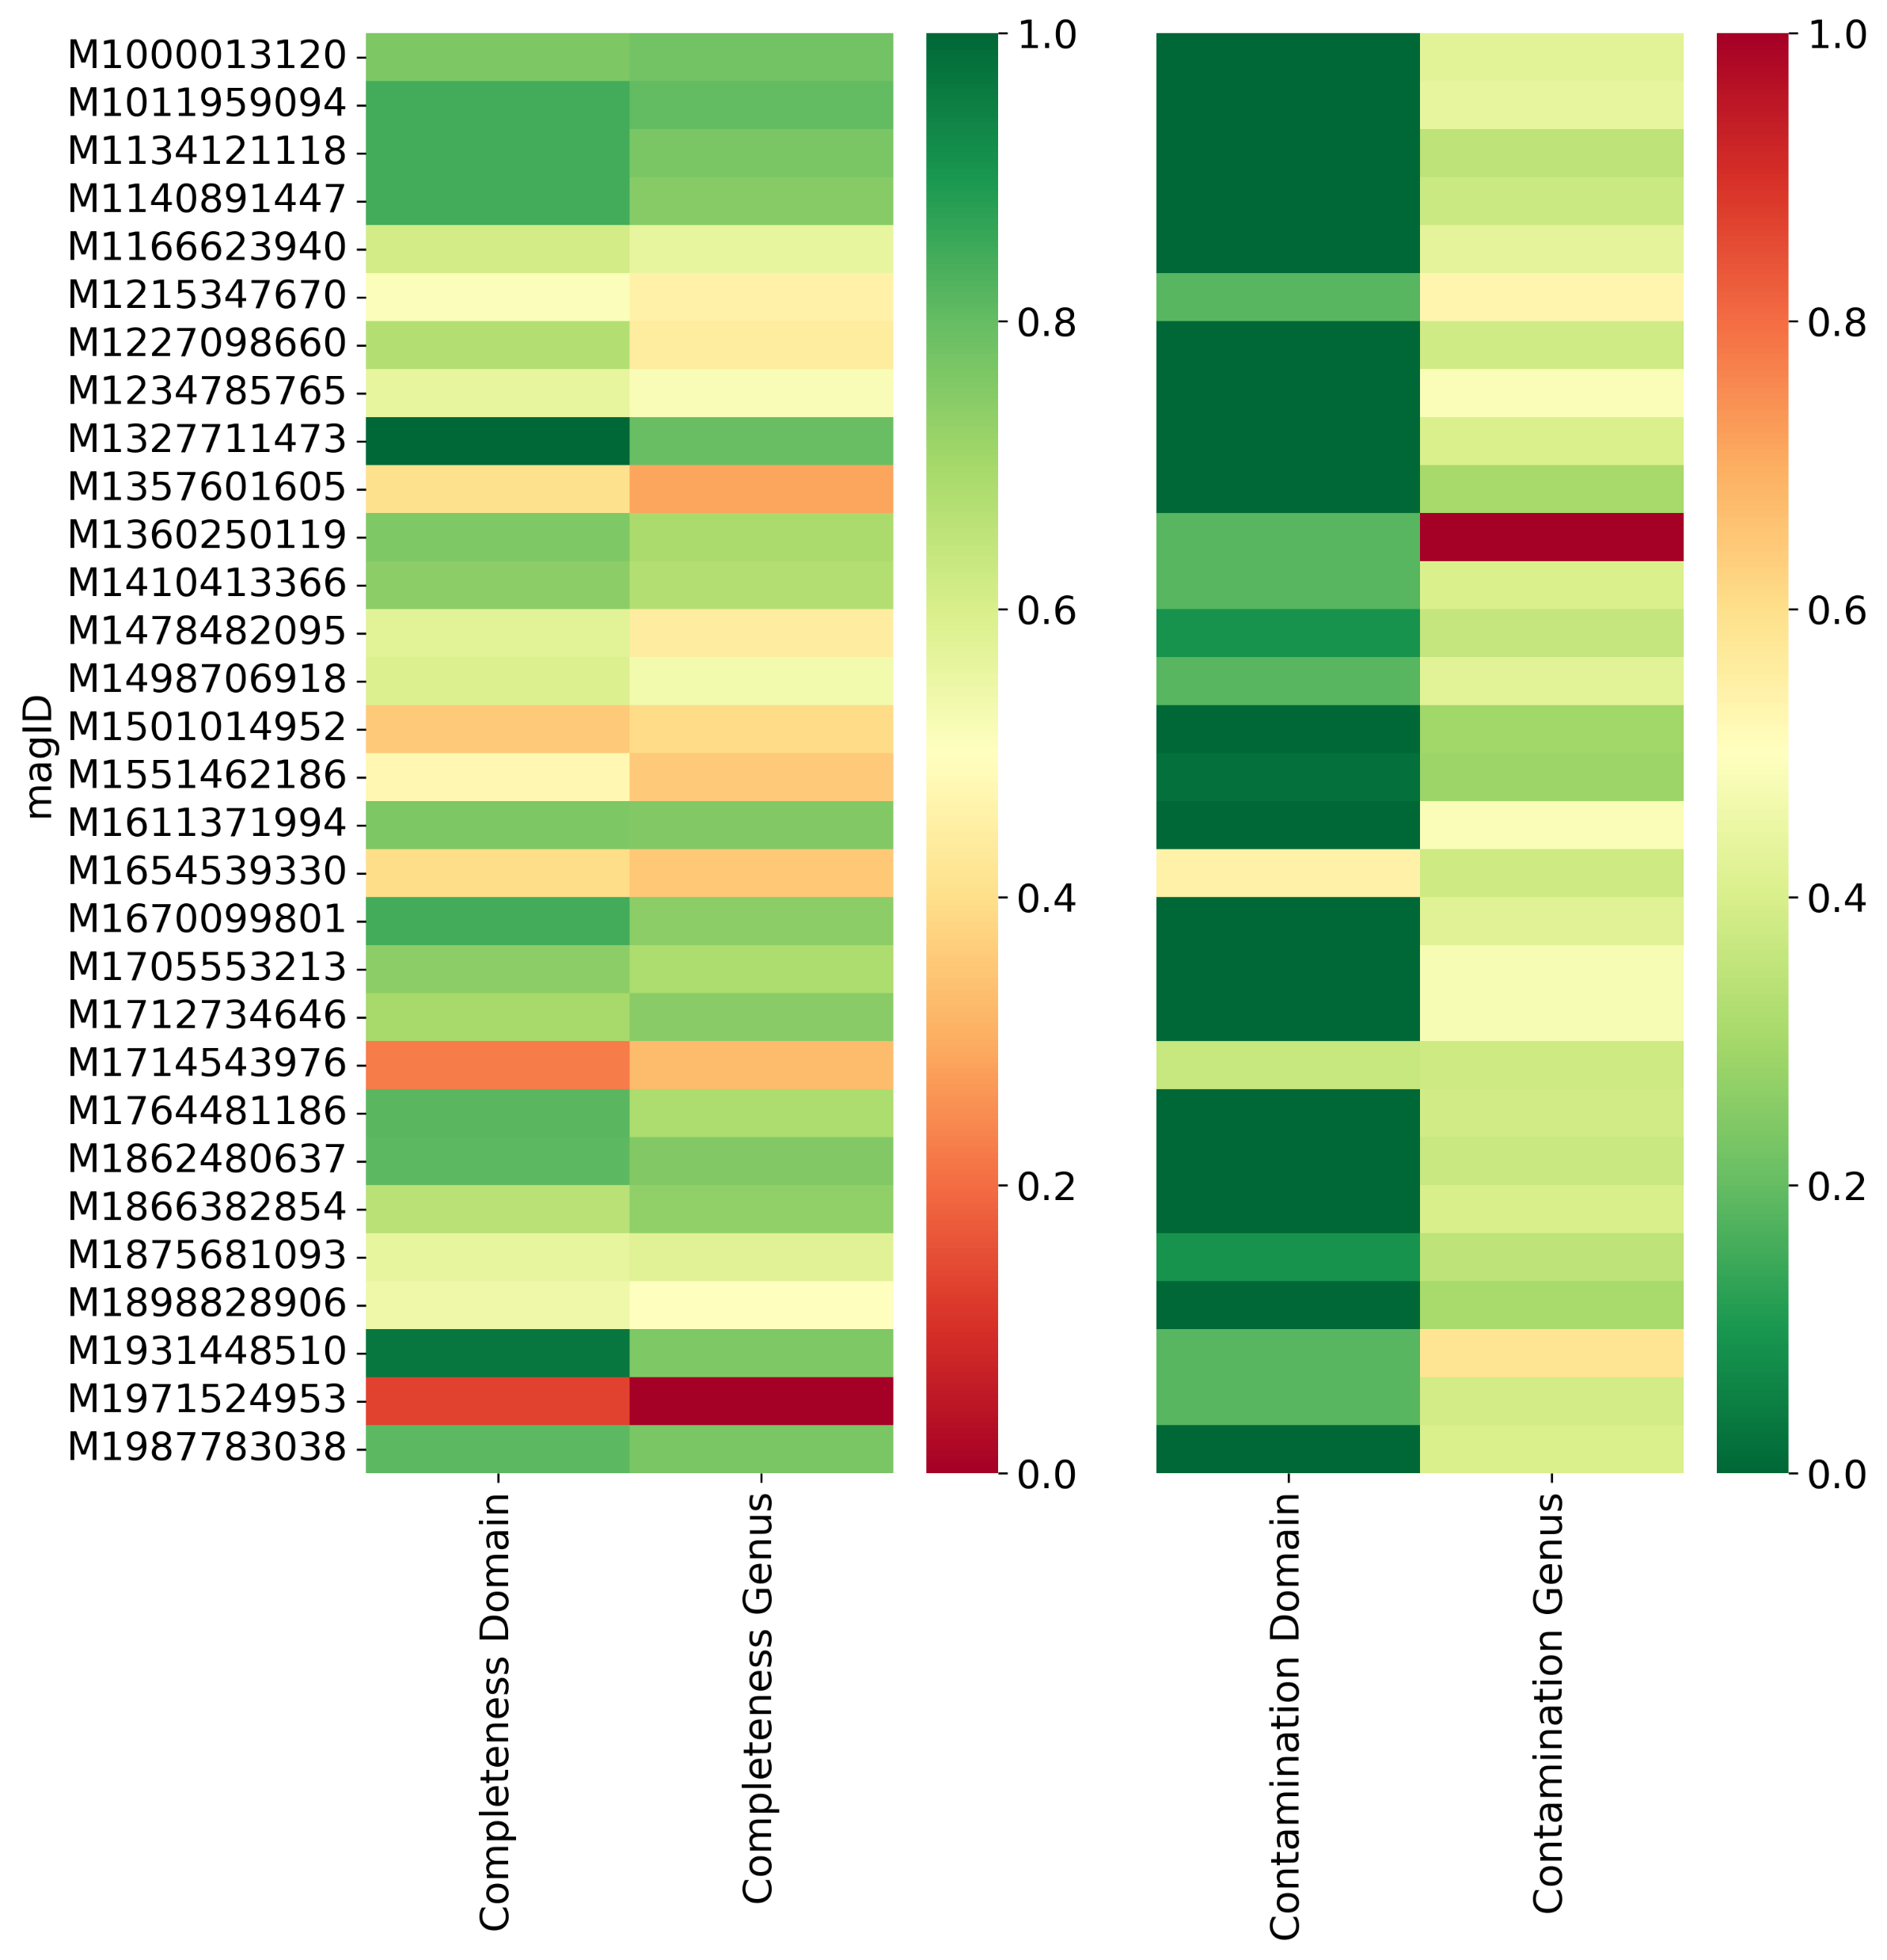 magID
M1000013120
M1011959094
M1134121118
M1140891447
M1166623940
M1215347670
M1227098660
M1234785765
M1327711473
M1357601605
M1360250119
M1410413366
M1478482095
M1498706918
M1501014952
M1551462186
M1611371994
M1654539330
M1670099801
M1705553213
M1712734646
M1714543976
M1764481186
M1862480637
M1866382854
M1875681093
M1898828906
M1931448510
M1971524953
M1987783038
Completeness Domain
Completeness Genus
1.0
0.8
0.6
0.4
0.2
0.0
Contamination Domain
Contamination Genus
1.0
0.8
0.6
0.4
0.2
0.0